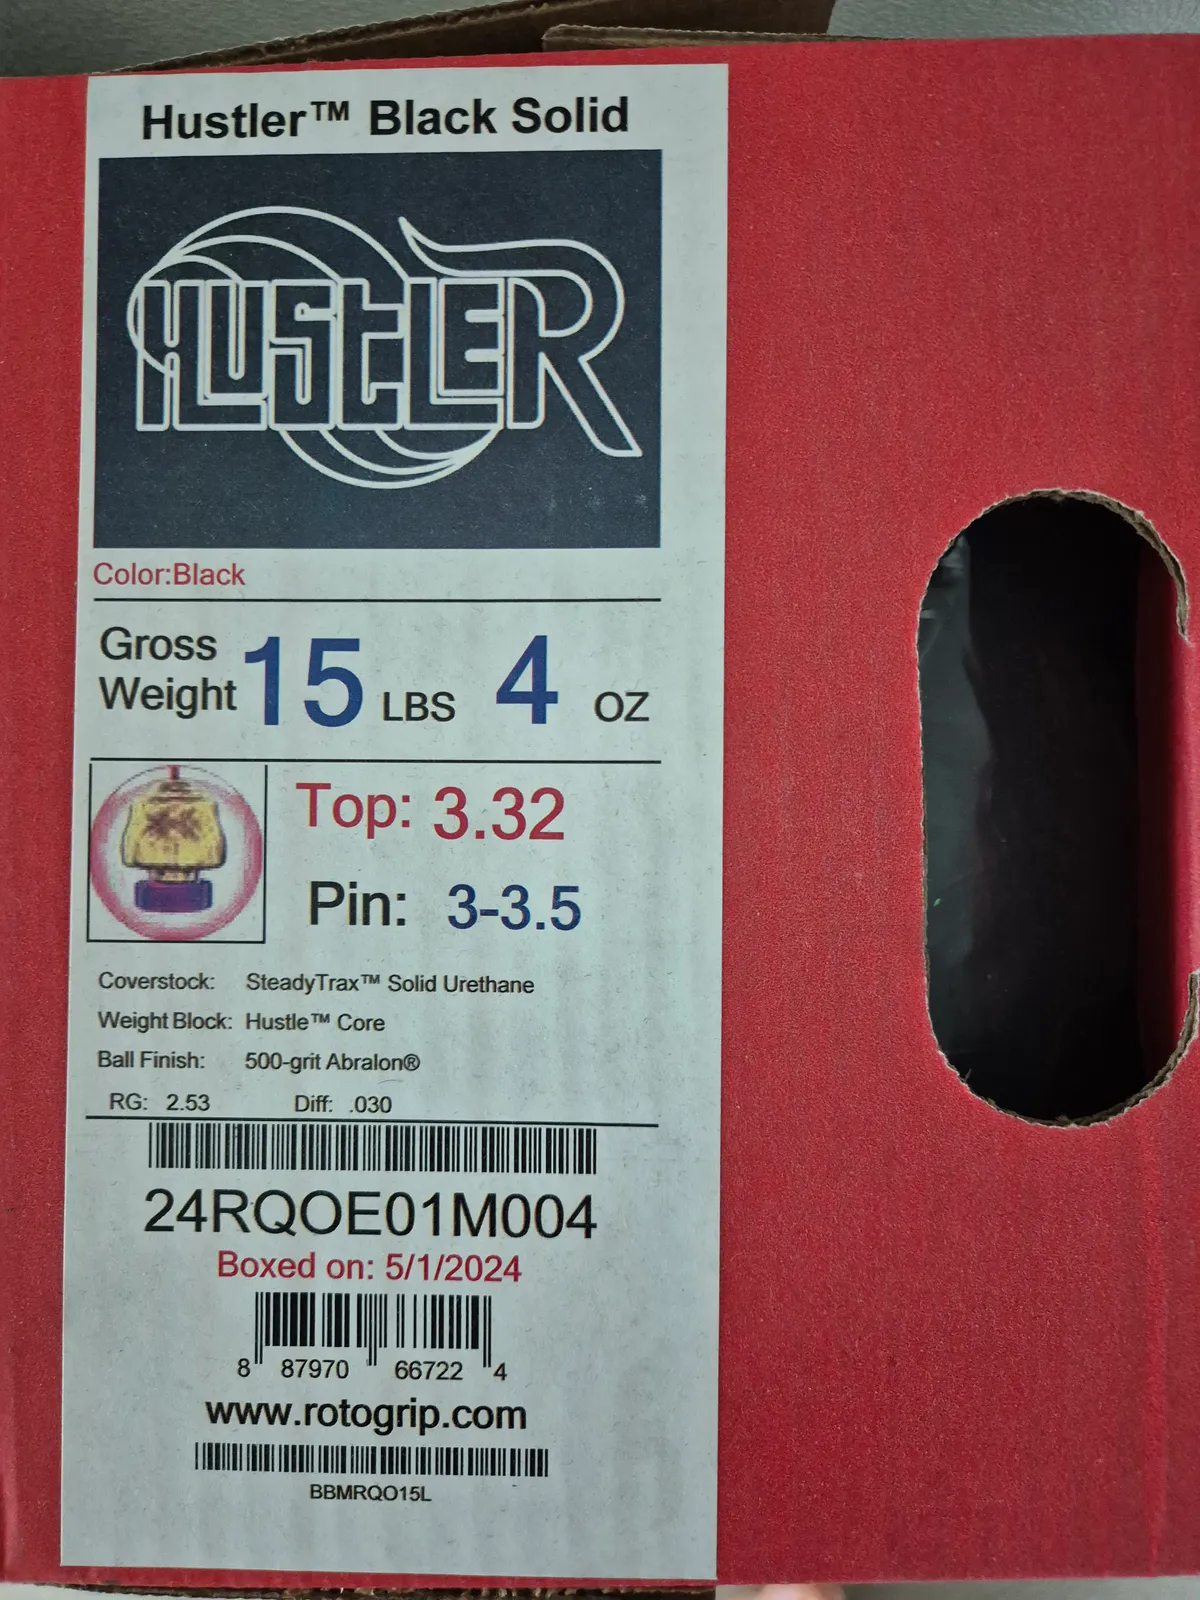 Hustler™ Black Solid
HUSTLER
Color:Black
Gross Weight 15 LBS 4 OZ
Top: 3.32
Pin: 3-3.5
Coverstock: SteadyTrax™ Solid Urethane
Weight Block: Hustle™ Core
Ball Finish: 500-grit Abralon®
RG: 2.53 Diff: .030
24RQOE01M004
Boxed on: 5/1/2024
8 87970 66722 4
www.rotogrip.com
BBMRQO15L